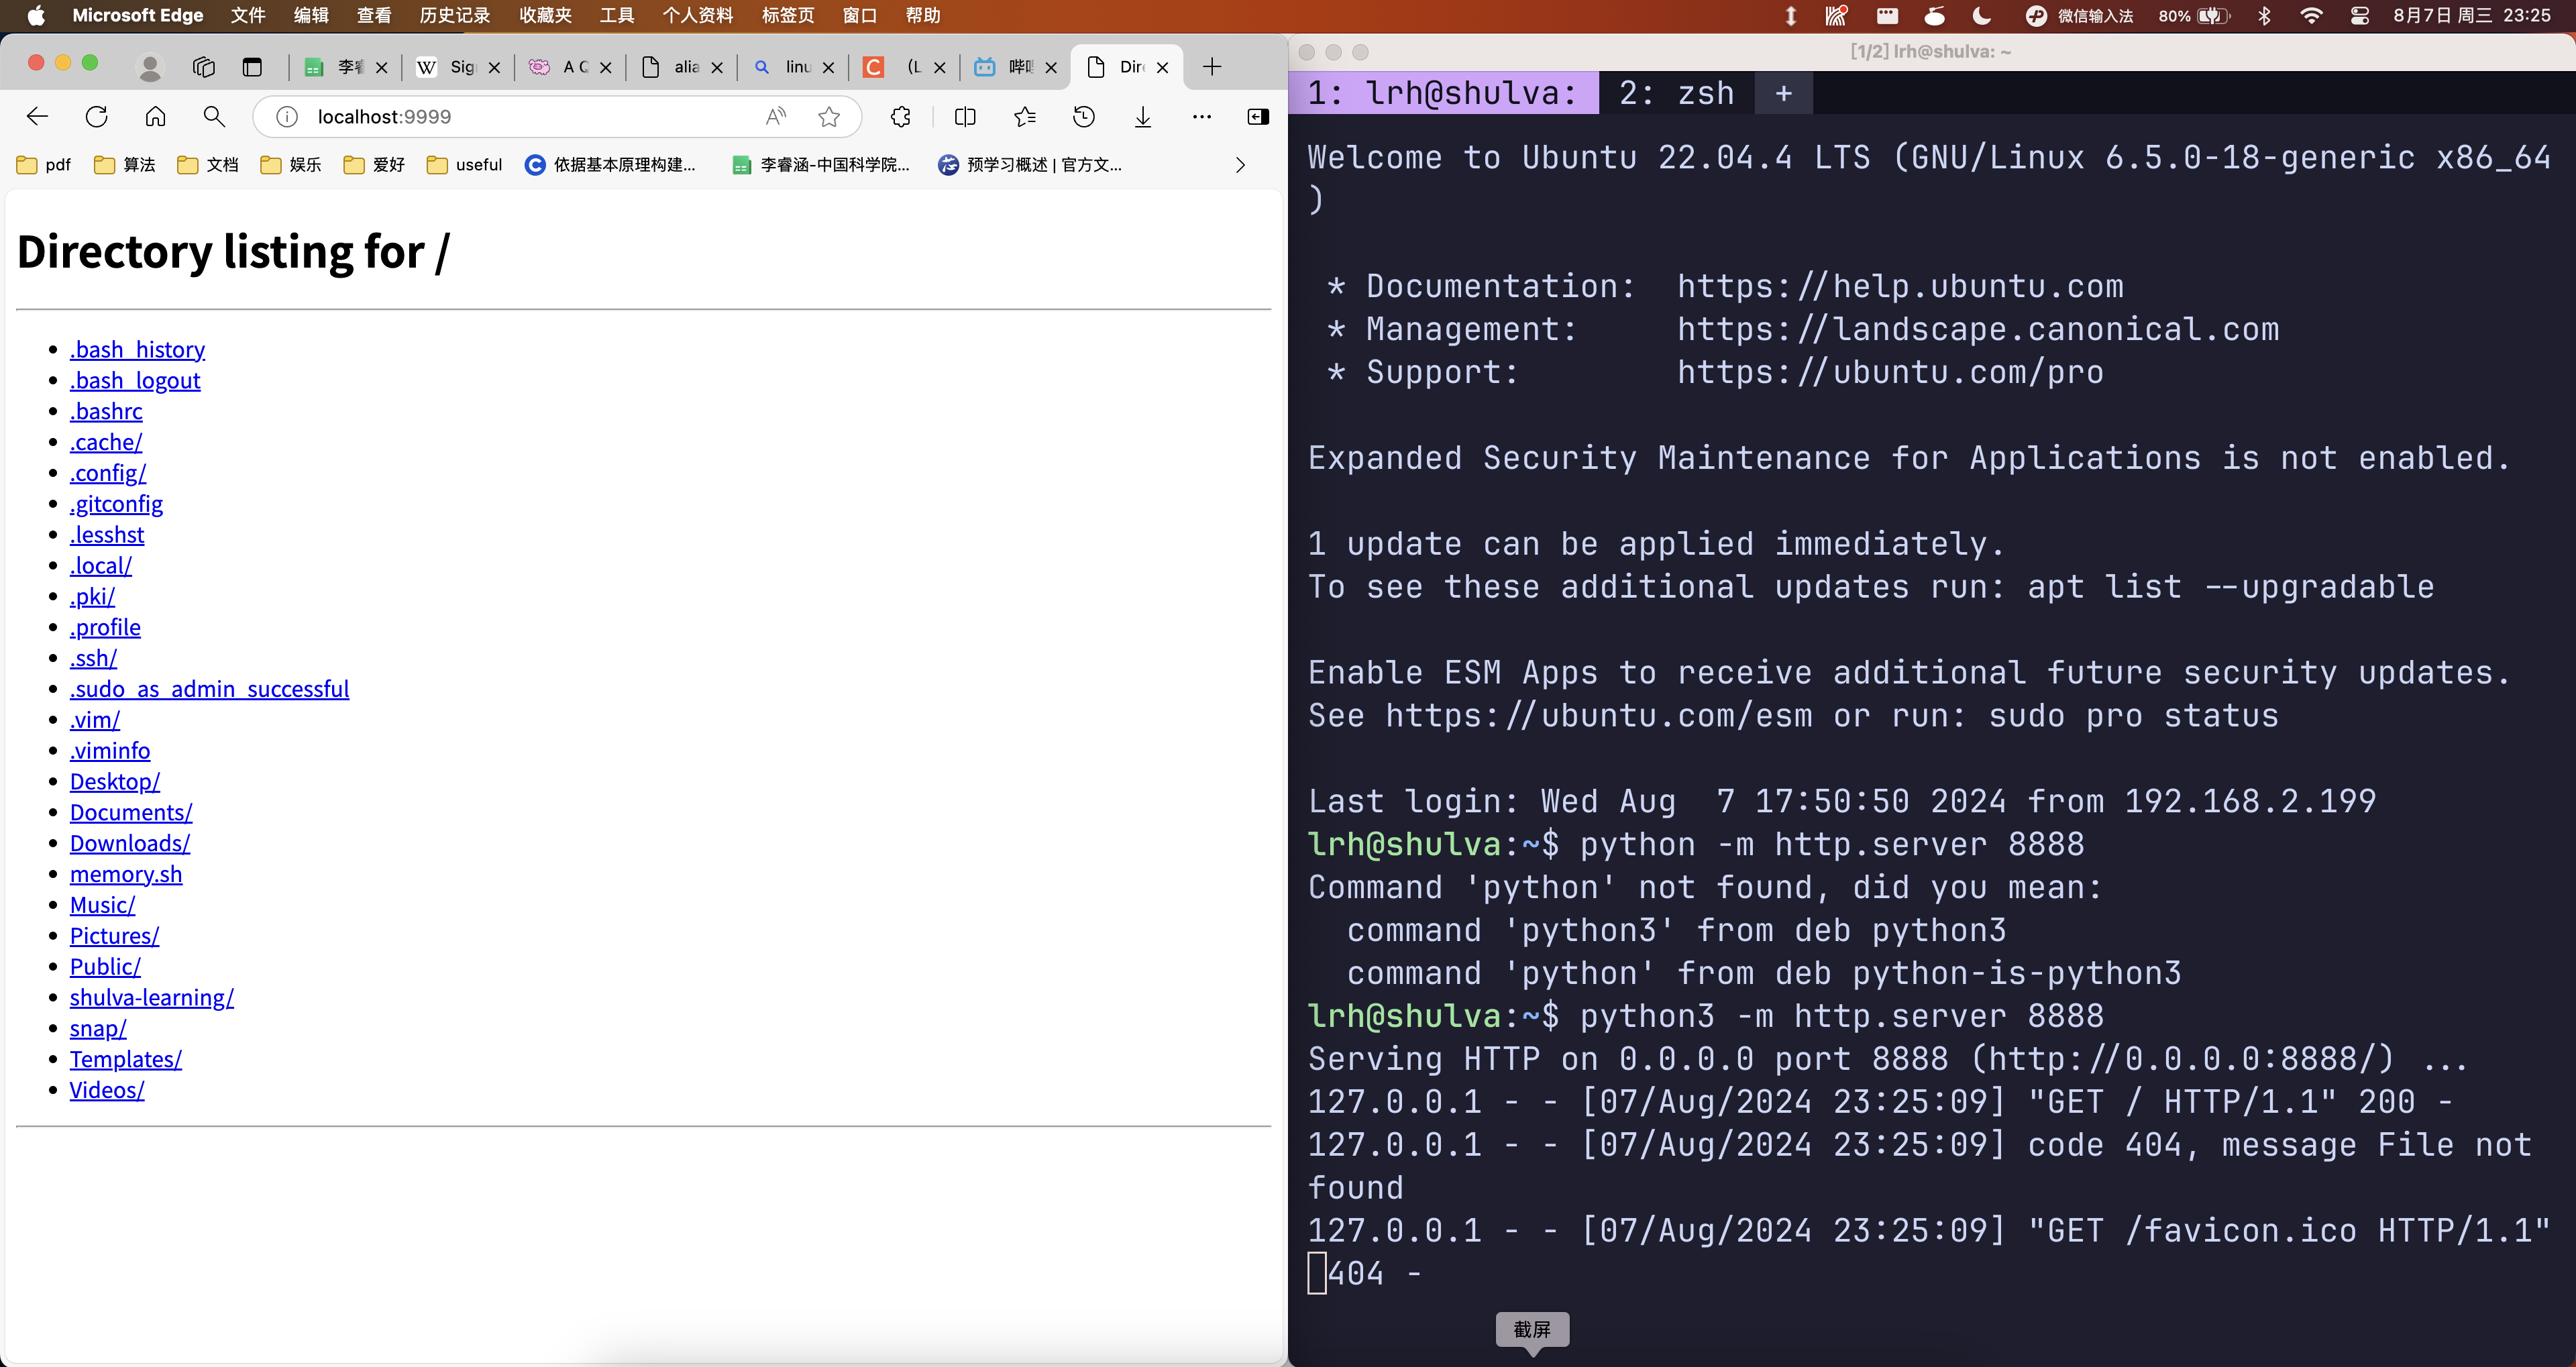 Microsoft Edge 文件 编辑 查看 历史记录 收藏夹 工具 个人资料 标签页 窗口 帮助 微信输入法 80% 8月7日 周三 23:25
李睿 Sig A C alia linu (L 哔哩 Dire
localhost:9999
pdf 算法 文档 娱乐 爱好 useful 依据基本原理构建... 李睿涵-中国科学院... 预学习概述 | 官方文...
Directory listing for /
.bash_history
.bash_logout
.bashrc
.cache/
.config/
.gitconfig
.lesshst
.local/
.pki/
.profile
.ssh/
.sudo_as_admin_successful
.vim/
.viminfo
Desktop/
Documents/
Downloads/
memory.sh
Music/
Pictures/
Public/
shulva-learning/
snap/
Templates/
Videos/
[1/2] lrh@shulva: ~
1: lrh@shulva: 2: zsh +
Welcome to Ubuntu 22.04.4 LTS (GNU/Linux 6.5.0-18-generic x86_64
)
* Documentation: https://help.ubuntu.com
* Management: https://landscape.canonical.com
* Support: https://ubuntu.com/pro
Expanded Security Maintenance for Applications is not enabled.
1 update can be applied immediately.
To see these additional updates run: apt list --upgradable
Enable ESM Apps to receive additional future security updates.
See https://ubuntu.com/esm or run: sudo pro status
Last login: Wed Aug  7 17:50:50 2024 from 192.168.2.199
lrh@shulva:~$ python -m http.server 8888
Command 'python' not found, did you mean:
command 'python3' from deb python3
command 'python' from deb python-is-python3
lrh@shulva:~$ python3 -m http.server 8888
Serving HTTP on 0.0.0.0 port 8888 (http://0.0.0.0:8888/) ...
127.0.0.1 - - [07/Aug/2024 23:25:09] "GET / HTTP/1.1" 200 -
127.0.0.1 - - [07/Aug/2024 23:25:09] code 404, message File not
found
127.0.0.1 - - [07/Aug/2024 23:25:09] "GET /favicon.ico HTTP/1.1"
404 -
截屏